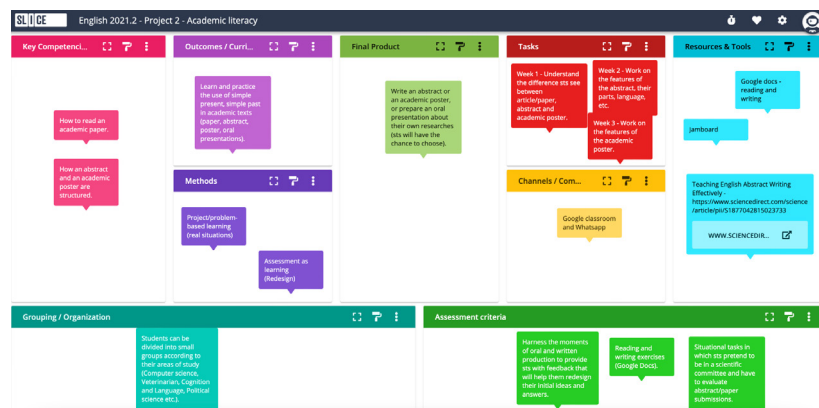 SLICE English 2021.2 - Project 2 - Academic literacy
Key Competenci...
How to read an
academic paper.
How an abstract
and an academic
poster are
structured.
Outcomes / Curri...
Learn and practice
the use of simple
present, simple past
in academic texts
(paper, abstract,
poster, oral
presentations).
Methods
Project/problem-
based learning
(real situations)
Assessment as
learning
(Redesign)
Final Product
Write an abstract or
an academic poster,
or prepare an oral
presentation about
their own researches
(sts will have the
chance to choose).
Tasks
Week 1 - Understand
the difference sts see
between
article/paper,
abstract and
academic poster.
Week 2 - Work on
the features of
the abstract, their
parts, language,
etc.
Week 3 - Work on
the features of
the academic
poster.
Channels / Com...
Google classroom
and Whatsapp
Resources & Tools
Google docs -
reading and
writing
jamboard
Teaching English Abstract Writing
Effectively -
https://www.sciencedirect.com/science
/article/pii/S1877042815023733
WWW.SCIENCEDIR...
Grouping / Organization
Students can be
divided into small
groups according to
their areas of study
(Computer science,
Veterinarian, Cognition
and Language, Political
science etc.).
Assessment criteria
Harness the moments
of oral and written
production to provide
sts with feedback that
will help them redesign
their initial ideas and
answers.
Reading and
writing exercises
(Google Docs).
Situational tasks in
which sts pretend to
be in a scientific
committee and have
to evaluate
abstract/paper
submissions.